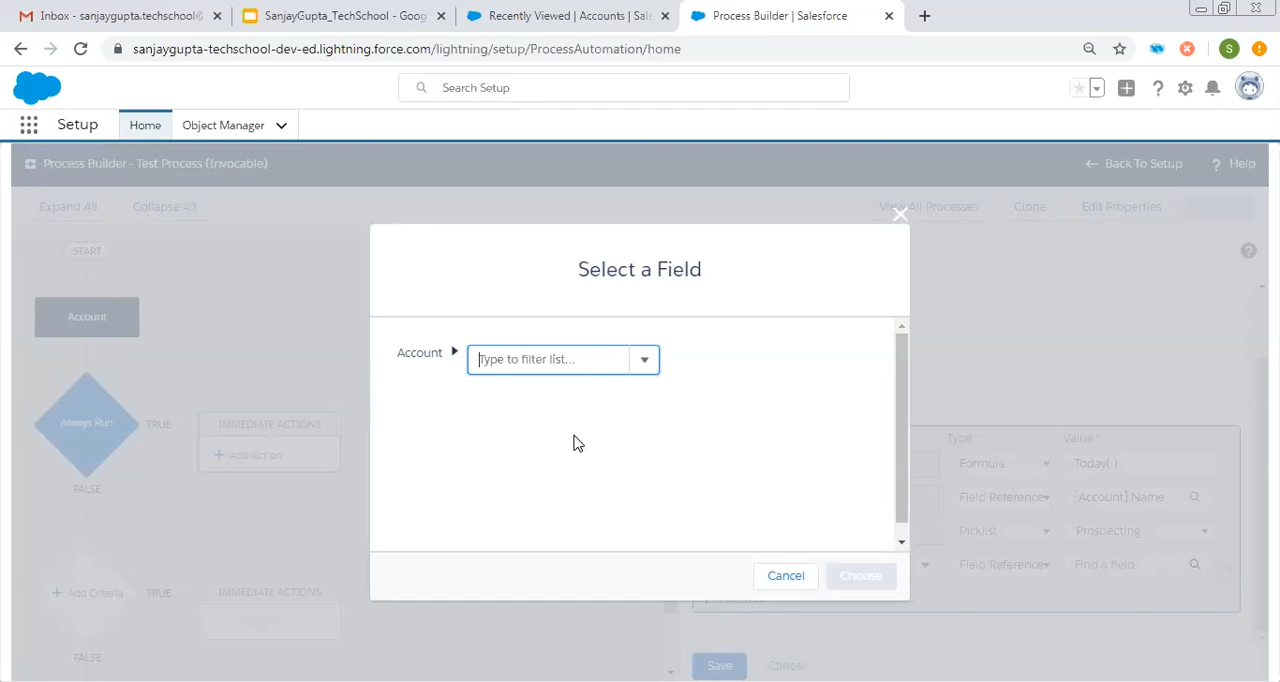 Inbox - sanjaygupta.techschool@
SanjayGupta_TechSchool - Goog
Recently Viewed | Accounts | Sale
Process Builder | Salesforce
sanjaygupta-techschool-dev-ed.lightning.force.com/lightning/setup/ProcessAutomation/home
S
Search Setup
Setup
Home
Object Manager
Process Builder - Test Process (Invocable)
Back To Setup
? Help
Expand All
Collapse All
View All Processes
Clone
Edit Properties
START
Select a Field
Account
Account
Type to filter list...
Always Run
TRUE
IMMEDIATE ACTIONS
+ Add Action
FALSE
Type
Value *
Formula
Today( )
Field Reference
[Account].Name
Picklist
Prospecting
Field Reference
Find a field...
Cancel
Choose
+ Add Criteria
TRUE
IMMEDIATE ACTIONS
FALSE
Save
Cancel